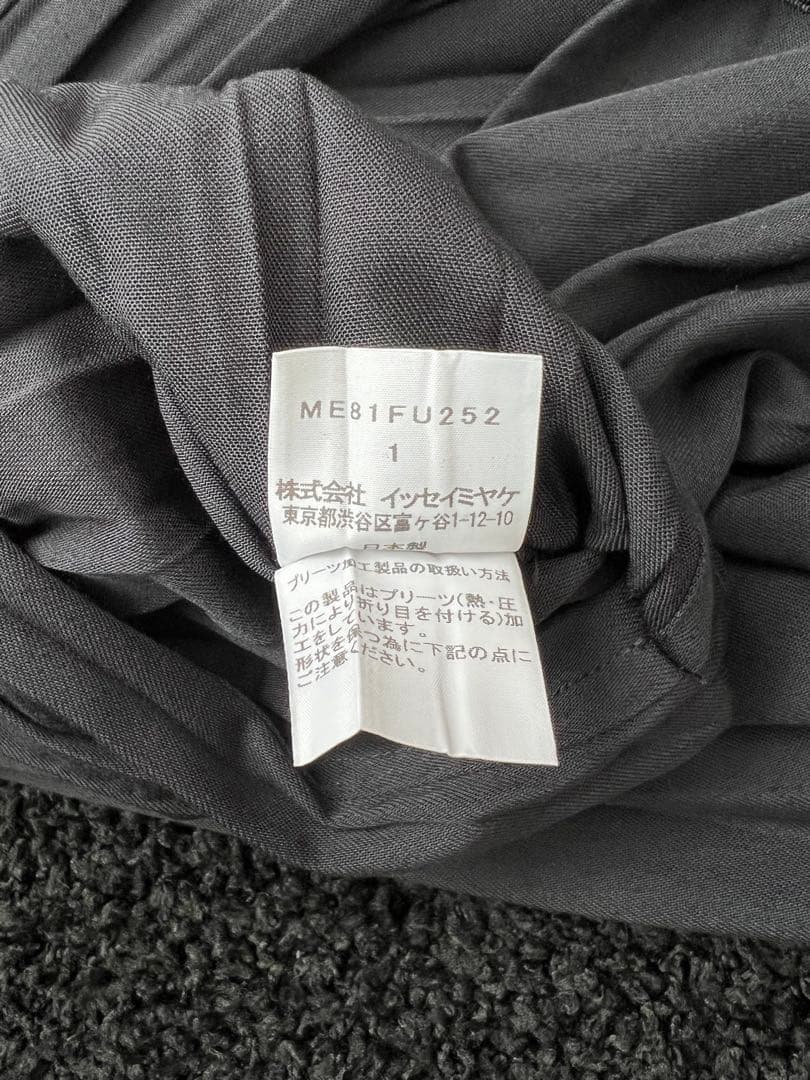 ME81FU252
1
株式会社 イッセイミヤケ
東京都渋谷区富ヶ谷1-12-10
日本製
プリーツ加工製品の取扱い方法
この製品はプリーツ(熱・圧
力により折り目を付ける)加
工をしています。
形状を保つ為に下記の点に
ご注意ください。